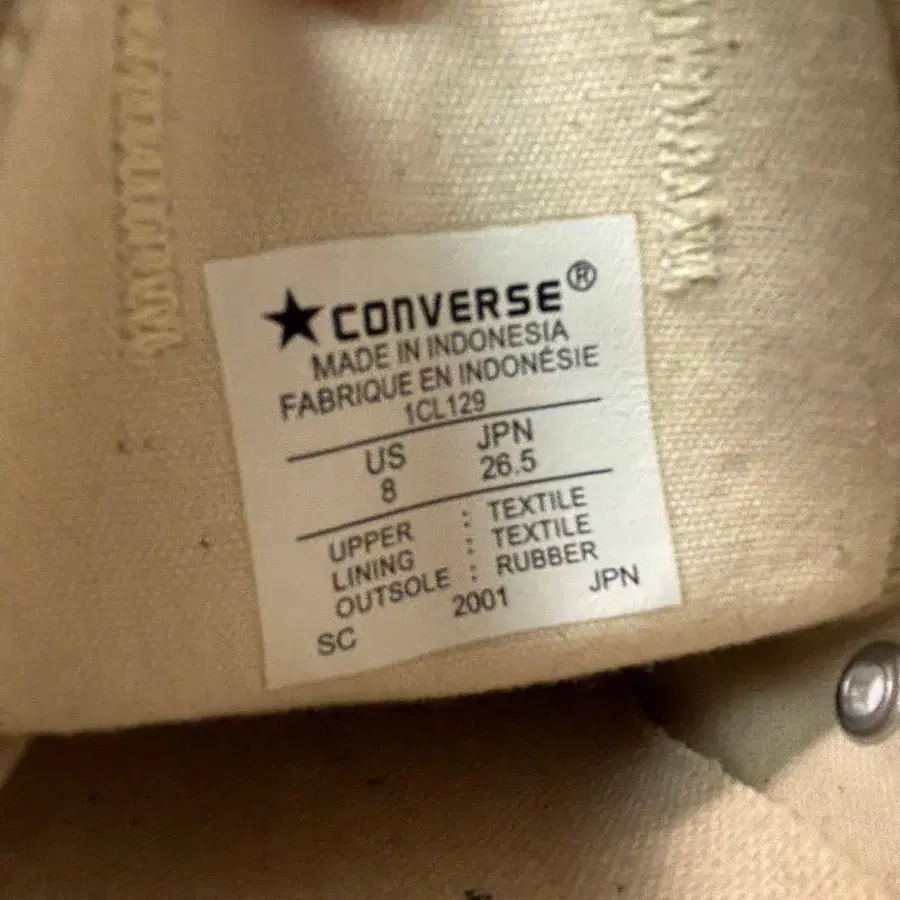 ★CONVERSE®
MADE IN INDONESIA
FABRIQUE EN INDONÉSIE
1CL129
US JPN
8 26.5
UPPER : TEXTILE
LINING : TEXTILE
OUTSOLE : RUBBER
SC 2001 JPN